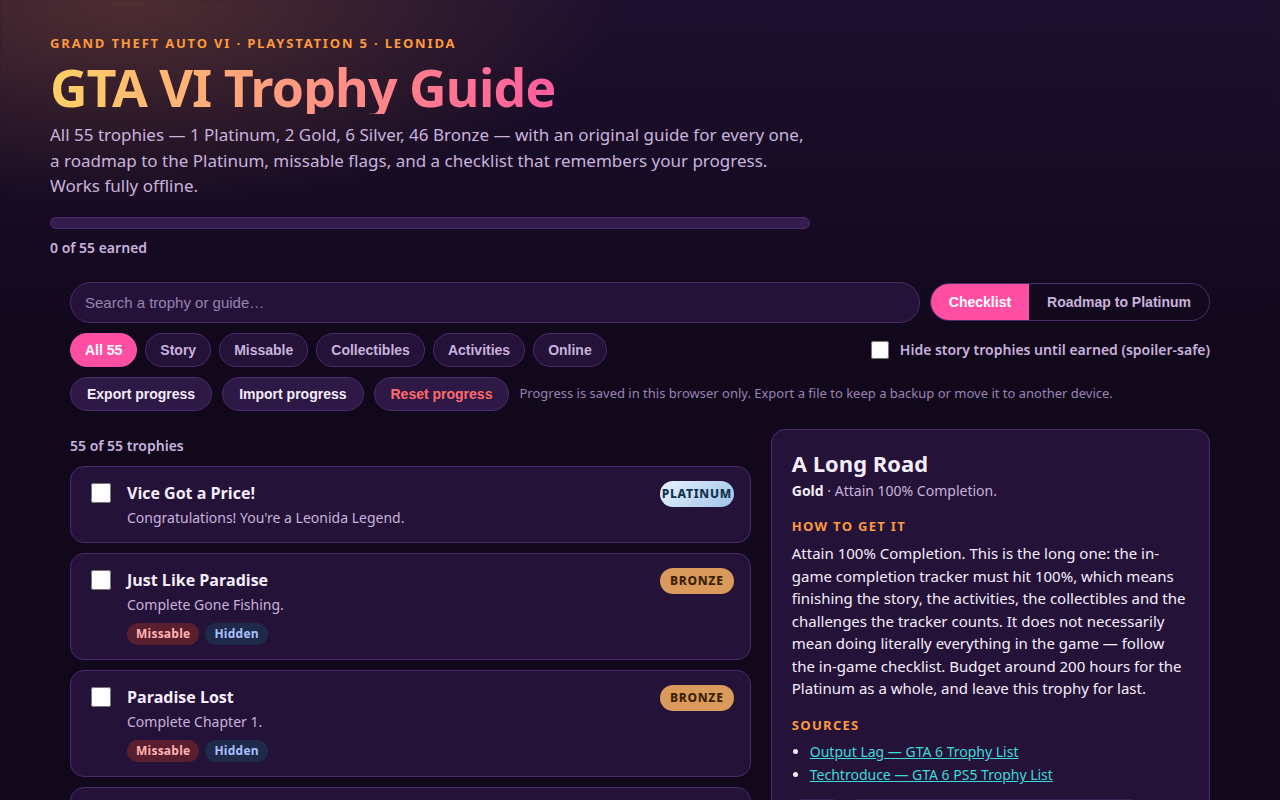 GRAND THEFT AUTO VI · PLAYSTATION 5 · LEONIDA
GTA VI Trophy Guide
All 55 trophies — 1 Platinum, 2 Gold, 6 Silver, 46 Bronze — with an original guide for every one,
a roadmap to the Platinum, missable flags, and a checklist that remembers your progress.
Works fully offline.
0 of 55 earned
Search a trophy or guide…
Checklist
Roadmap to Platinum
All 55
Story
Missable
Collectibles
Activities
Online
Hide story trophies until earned (spoiler-safe)
Export progress
Import progress
Reset progress
Progress is saved in this browser only. Export a file to keep a backup or move it to another device.
55 of 55 trophies
Vice Got a Price!
PLATINUM
Congratulations! You're a Leonida Legend.
Just Like Paradise
BRONZE
Complete Gone Fishing.
Missable
Hidden
Paradise Lost
BRONZE
Complete Chapter 1.
Missable
Hidden
A Long Road
Gold · Attain 100% Completion.
HOW TO GET IT
Attain 100% Completion. This is the long one: the in-
game completion tracker must hit 100%, which means
finishing the story, the activities, the collectibles and the
challenges the tracker counts. It does not necessarily
mean doing literally everything in the game — follow
the in-game checklist. Budget around 200 hours for the
Platinum as a whole, and leave this trophy for last.
SOURCES
Output Lag — GTA 6 Trophy List
Techtroduce — GTA 6 PS5 Trophy List